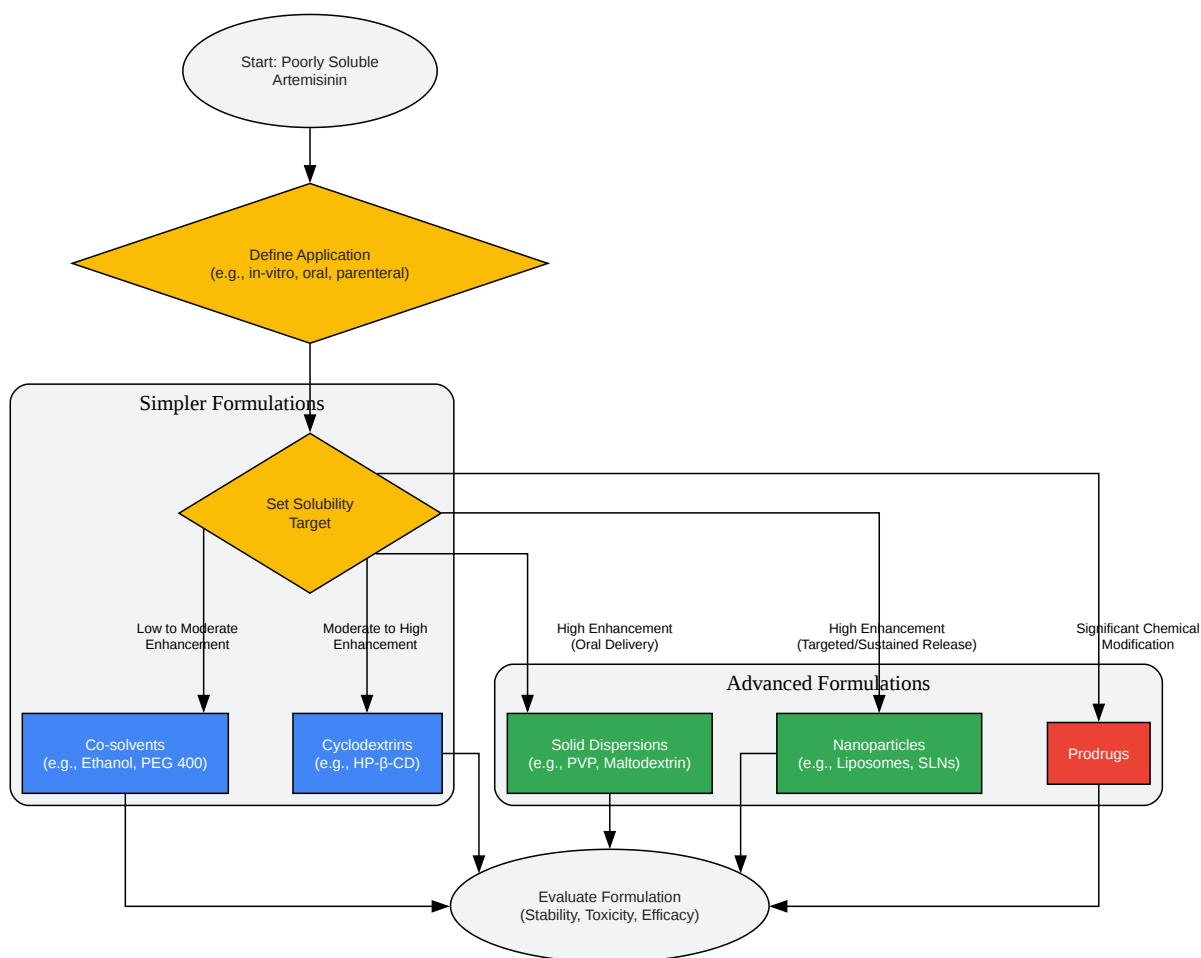 Start: Poorly Soluble
Artemisinin
Define Application
(e.g., in-vitro, oral, parenteral)
Simpler Formulations
Set Solubility
Target
Low to Moderate
Enhancement
Moderate to High
Enhancement
High Enhancement
(Oral Delivery)
High Enhancement
(Targeted/Sustained Release)
Significant Chemical
Modification
Advanced Formulations
Co-solvents
(e.g., Ethanol, PEG 400)
Cyclodextrins
(e.g., HP-β-CD)
Solid Dispersions
(e.g., PVP, Maltodextrin)
Nanoparticles
(e.g., Liposomes, SLNs)
Prodrugs
Evaluate Formulation
(Stability, Toxicity, Efficacy)